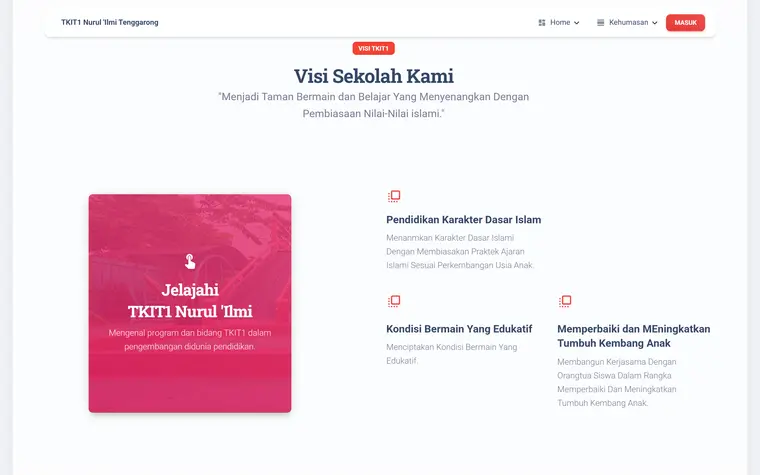 TKIT1 Nurul 'Ilmi Tenggarong
Home
Kehumasan
MASUK
VISI TKIT1
Visi Sekolah Kami
"Menjadi Taman Bermain dan Belajar Yang Menyenangkan Dengan
Pembiasaan Nilai-Nilai islami."
Jelajahi
TKIT1 Nurul 'Ilmi
Mengenal program dan bidang TKIT1 dalam
pengembangan didunia pendidikan.
Pendidikan Karakter Dasar Islam
Menanmkan Karakter Dasar Islami
Dengan Membiasakan Praktek Ajaran
Islami Sesuai Perkembangan Usia Anak.
Kondisi Bermain Yang Edukatif
Menciptakan Kondisi Bermain Yang
Edukatif.
Memperbaiki dan MEningkatkan
Tumbuh Kembang Anak
Membangun Kerjasama Dengan
Orangtua Siswa Dalam Rangka
Memperbaiki Dan Meningkatkan
Tumbuh Kembang Anak.